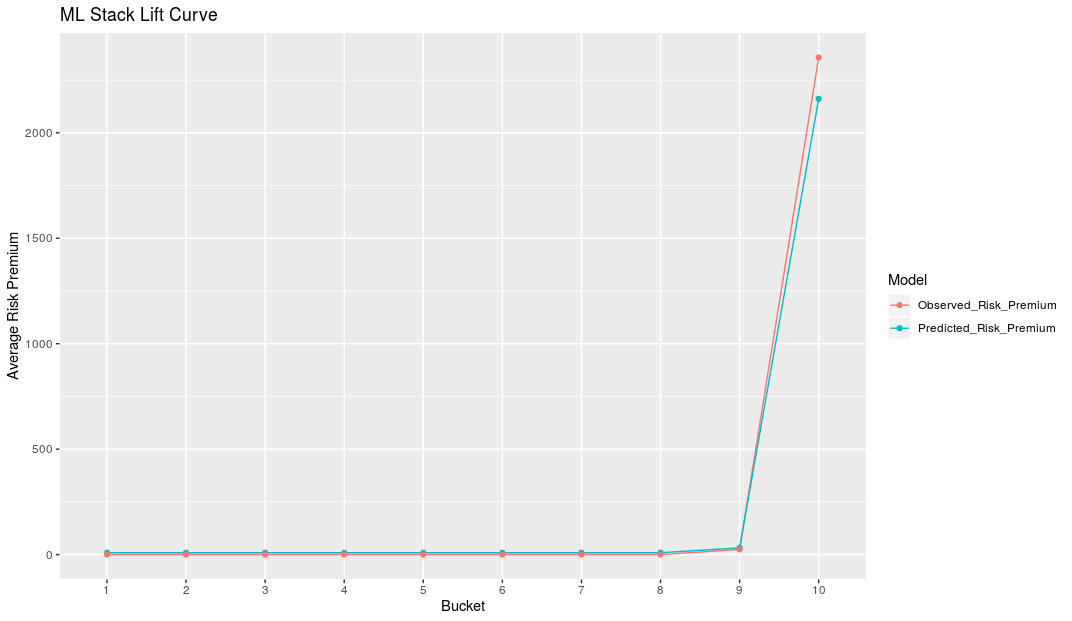 ML Stack Lift Curve
Average Risk Premium
2000
1500
1000
500
0
1 2 3 4 5 6 7 8 9 10
Bucket
Model
Observed_Risk_Premium
Predicted_Risk_Premium